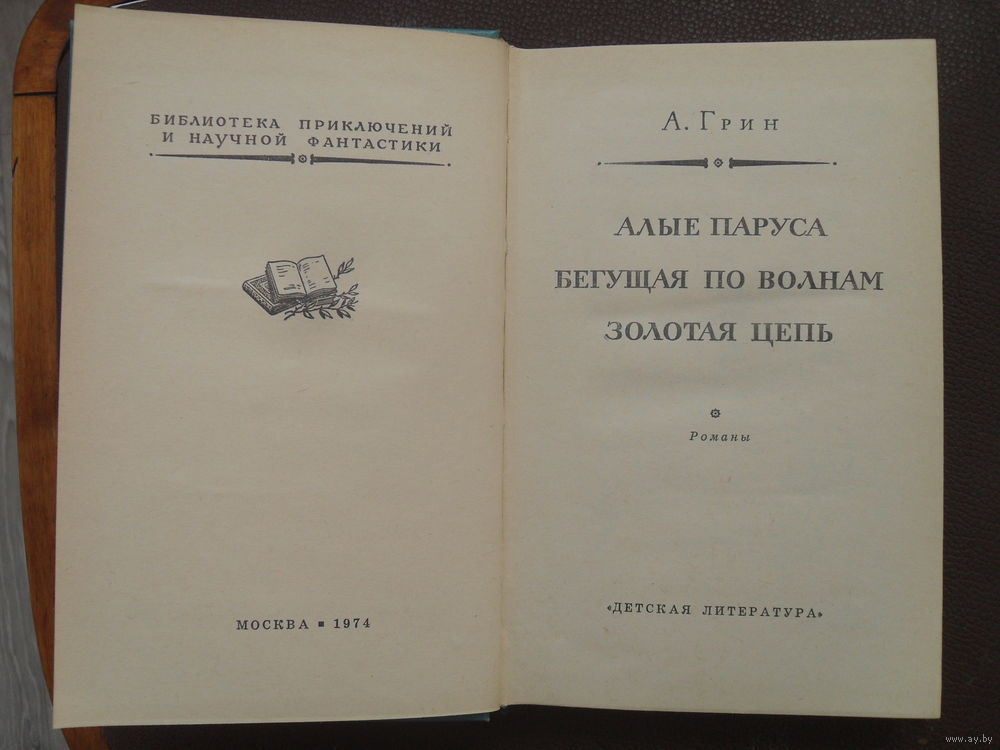 БИБЛИОТЕКА ПРИКЛЮЧЕНИЙ
И НАУЧНОЙ ФАНТАСТИКИ
МОСКВА ▪ 1974
А. ГРИН
АЛЫЕ ПАРУСА
БЕГУЩАЯ ПО ВОЛНАМ
ЗОЛОТАЯ ЦЕПЬ
Романы
«ДЕТСКАЯ ЛИТЕРАТУРА»
www.ay.by